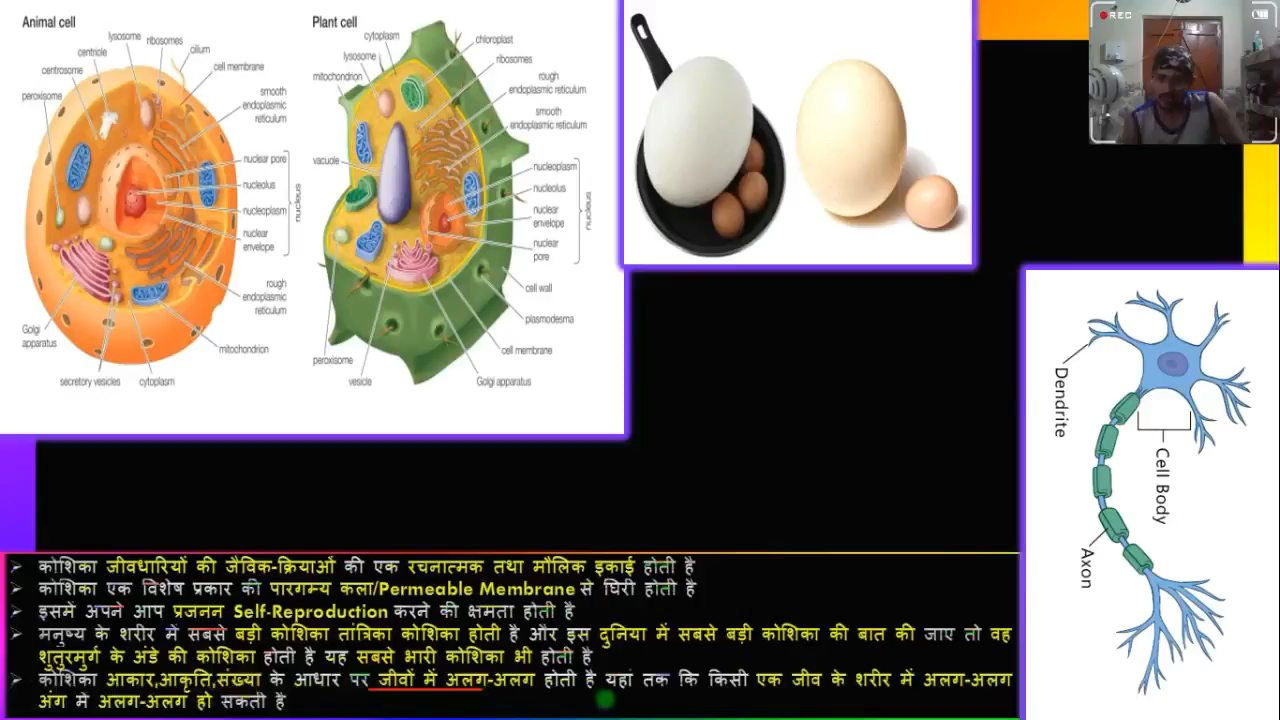 Animal cell
lysosome
ribosomes
centriole
cilium
centrosome
cell membrane
peroxisome
smooth
endoplasmic
reticulum
nuclear pore
nucleolus
nucleoplasm
nuclear
envelope
nucleus
rough
endoplasmic
reticulum
Golgi
apparatus
mitochondrion
secretory vesicles
cytoplasm
Plant cell
cytoplasm
chloroplast
lysosome
ribosomes
mitochondrion
rough
endoplasmic reticulum
smooth
endoplasmic reticulum
vacuole
nucleoplasm
nucleolus
nuclear
envelope
nuclear
pore
nucleus
cell wall
plasmodesma
cell membrane
peroxisome
vesicle
Golgi apparatus
REC
Dendrite
Cell Body
Axon
➢ कोशिका जीवधारियों की जैविक-क्रियाओं की एक रचनात्मक तथा मौलिक इकाई होती है
➢ कोशिका एक विशेष प्रकार की पारगम्य कला/Permeable Membrane से घिरी होती है
➢ इसमें अपने आप प्रजनन Self-Reproduction करने की क्षमता होती है
➢ मनुष्य के शरीर में सबसे बड़ी कोशिका तांत्रिका कोशिका होती है और इस दुनिया में सबसे बड़ी कोशिका की बात की जाए तो वह
शुतुरमुर्ग के अंडे की कोशिका होती है यह सबसे भारी कोशिका भी होती है
➢ कोशिका आकार,आकृति,संख्या के आधार पर जीवों में अलग-अलग होती है यहां तक कि किसी एक जीव के शरीर में अलग-अलग
अंग में अलग-अलग हो सकती है